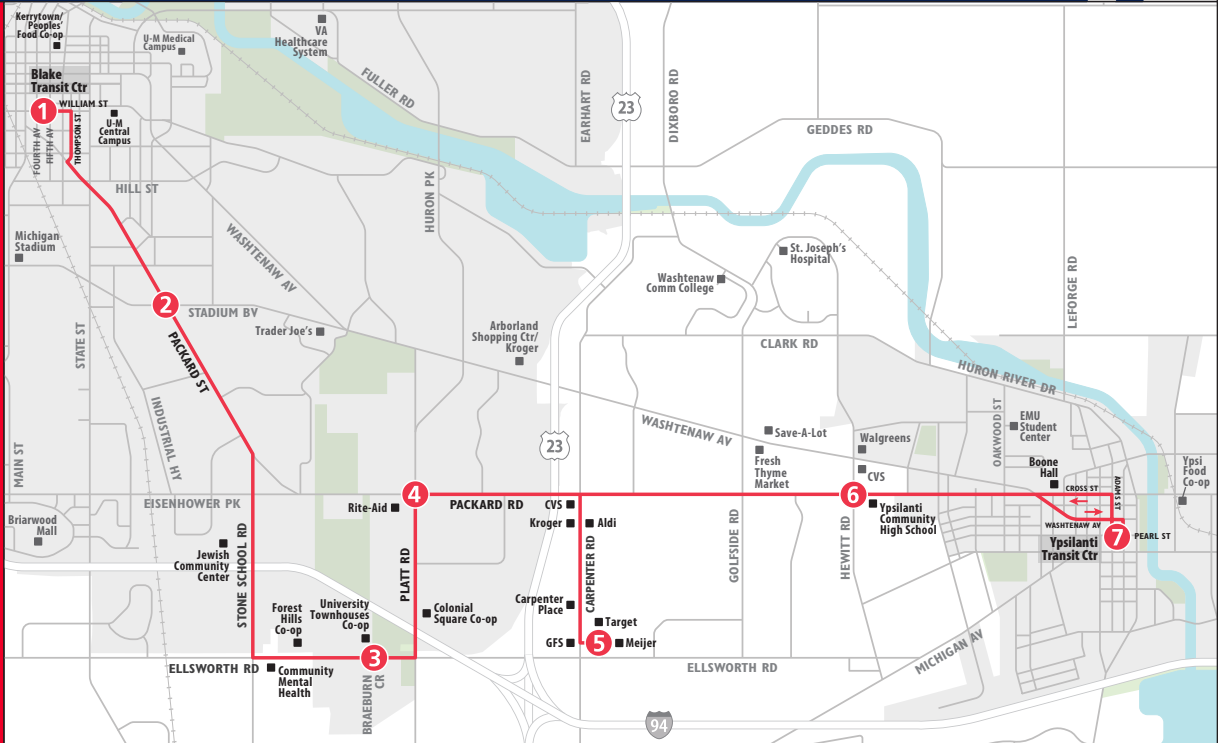 Kerrytown/
Peoples'
Food Co-op
U-M Medical
Campus
VA
Healthcare
System
FULLER RD
EARHART RD
23
DIXBORO RD
GEDDES RD
Blake
Transit Ctr
1
WILLIAM ST
THOMPSON ST
FOURTH AV
FIFTH AV
U-M
Central
Campus
HILL ST
HURON PK
WASHTENAW AV
Michigan
Stadium
St. Joseph's
Hospital
Washtenaw
Comm College
LEFORGE RD
2
STADIUM BV
Trader Joe's
Arborland
Shopping Ctr/
Kroger
STATE ST
PACKARD ST
CLARK RD
HURON RIVER DR
INDUSTRIAL HY
MAIN ST
23
WASHTENAW AV
Save-A-Lot
Fresh
Thyme
Market
Walgreens
CVS
OAKWOOD ST
EMU
Student
Center
Boone
Hall
Ypsi
Food
Co-op
EISENHOWER PK
Rite-Aid
4
PACKARD RD
CVS
Kroger
Aldi
6
Ypsilanti
Community
High School
CROSS ST
ADAMS ST
WASHTENAW AV
7
PEARL ST
Ypsilanti
Transit Ctr
Briarwood
Mall
Jewish
Community
Center
STONE SCHOOL RD
PLATT RD
CARPENTER RD
GOLFSIDE RD
HEWITT RD
Forest
Hills
Co-op
University
Townhouses
Co-op
Colonial
Square Co-op
Carpenter
Place
Target
GFS
5
Meijer
3
ELLSWORTH RD
Community
Mental
Health
BRAEBURN
CR
ELLSWORTH RD
MICHIGAN AV
94